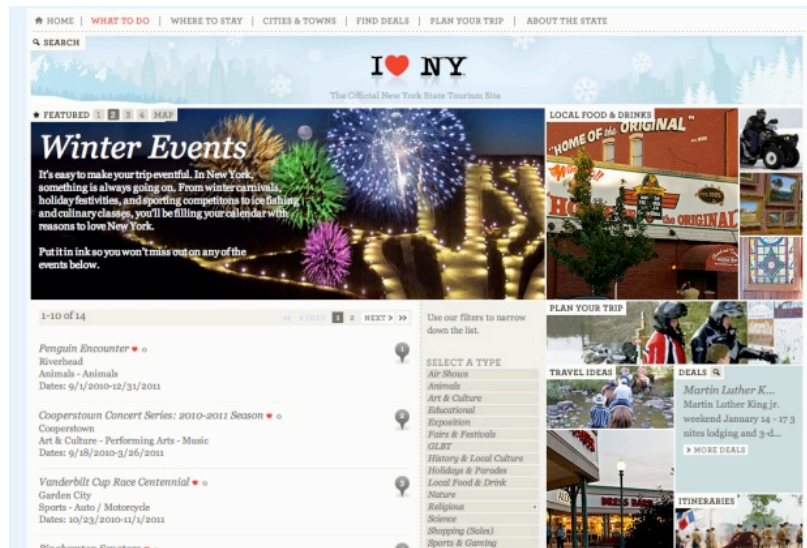 HOME | WHAT TO DO | WHERE TO STAY | CITIES & TOWNS | FIND DEALS | PLAN YOUR TRIP | ABOUT THE STATE
SEARCH
I ❤ NY
The Official New York State Tourism Site
FEATURED 1 2 3 4 MAP
Winter Events
It's easy to make your trip eventful. In New York,
something is always going on. From winter carnivals,
holiday festivities, and sporting competitons to ice fishing
and culinary classes, you'll be filling your calendar with
reasons to love New York.
Put it in ink so you won't miss out on any of the
events below.
LOCAL FOOD & DRINKS
"HOME OF the ORIGINAL"
the ORIGINAL
1-10 of 14
<< < PREV 1 2 NEXT > >>
Penguin Encounter
Riverhead
Animals - Animals
Dates: 9/1/2010-12/31/2011
1
Cooperstown Concert Series: 2010-2011 Season
Cooperstown
Art & Culture - Performing Arts - Music
Dates: 9/18/2010-3/26/2011
2
Vanderbilt Cup Race Centennial
Garden City
Sports - Auto / Motorcycle
Dates: 10/23/2010-11/1/2011
3
Use our filters to narrow
down the list.
SELECT A TYPE
Air Shows
Animals
Art & Culture
Educational
Exposition
Fairs & Festivals
GLBT
History & Local Culture
Holidays & Parades
Local Food & Drink
Nature
Religious
Science
Shopping (Sales)
Sports & Gaming
PLAN YOUR TRIP
TRAVEL IDEAS
DEALS
Martin Luther K...
Martin Luther King jr.
weekend January 14 - 17 3
nites lodging and 3-d...
> MORE DEALS
DRESS BARN
ITINERARIES